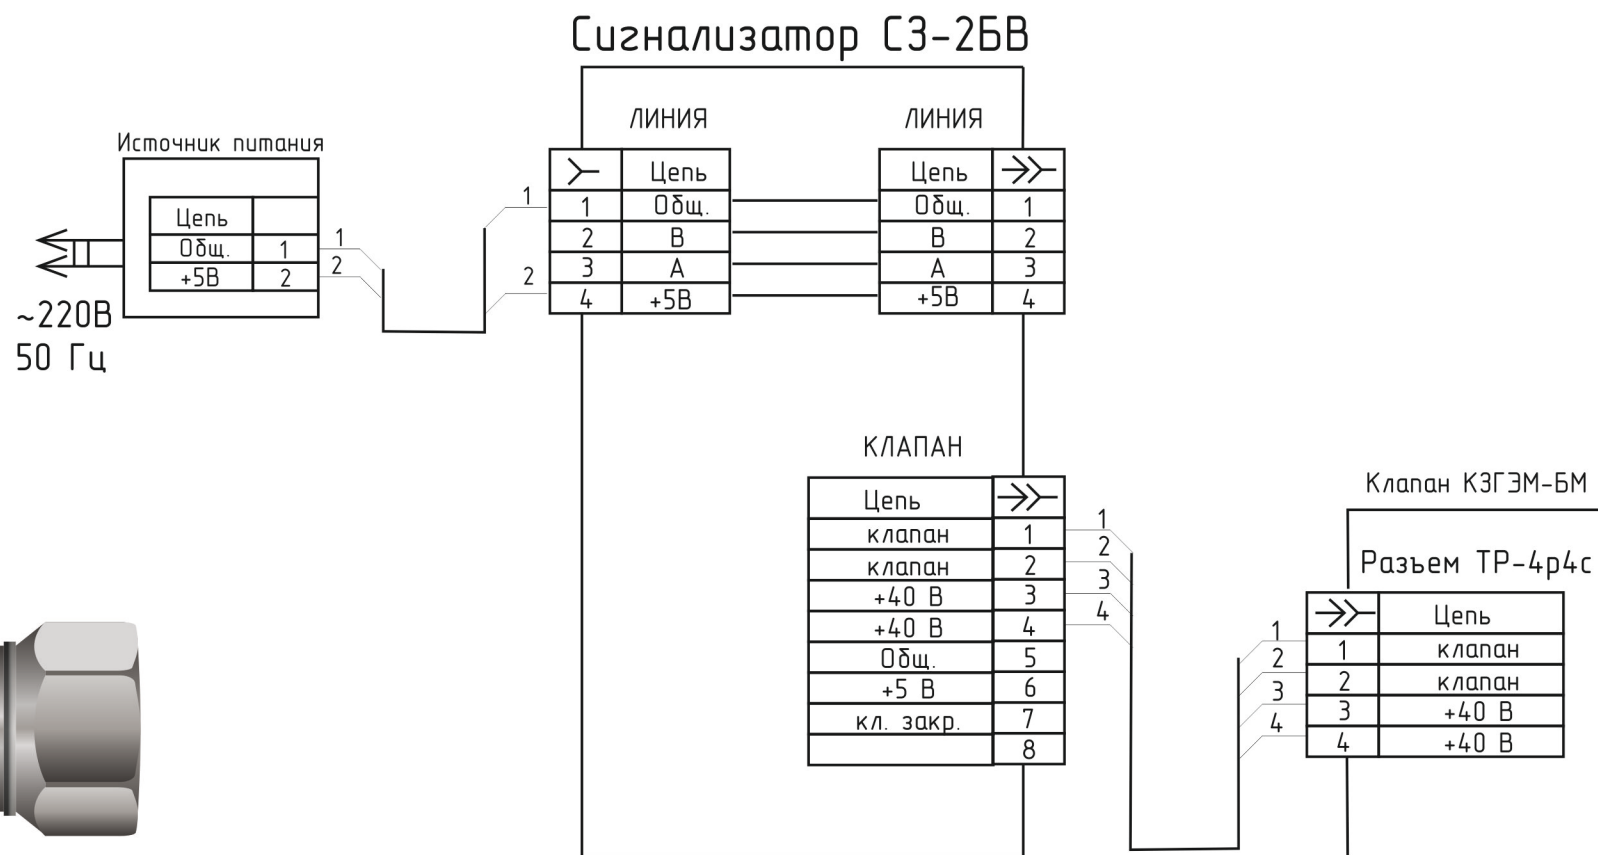 Сигнализатор СЗ-2БВ
ЛИНИЯ ЛИНИЯ
Источник питания
Цепь
Общ. 1
+5В 2
1
2
~220В
50 Гц
1
2
Цепь
1 Общ.
2 В
3 А
4 +5В
Цепь
Общ. 1
В 2
А 3
+5В 4
КЛАПАН
Цепь
клапан 1
клапан 2
+40 В 3
+40 В 4
Общ. 5
+5 В 6
кл. закр. 7
8
1
2
3
4
Клапан КЗГЭМ-БМ
Разъем ТР-4р4с
1
2
3
4
Цепь
1 клапан
2 клапан
3 +40 В
4 +40 В